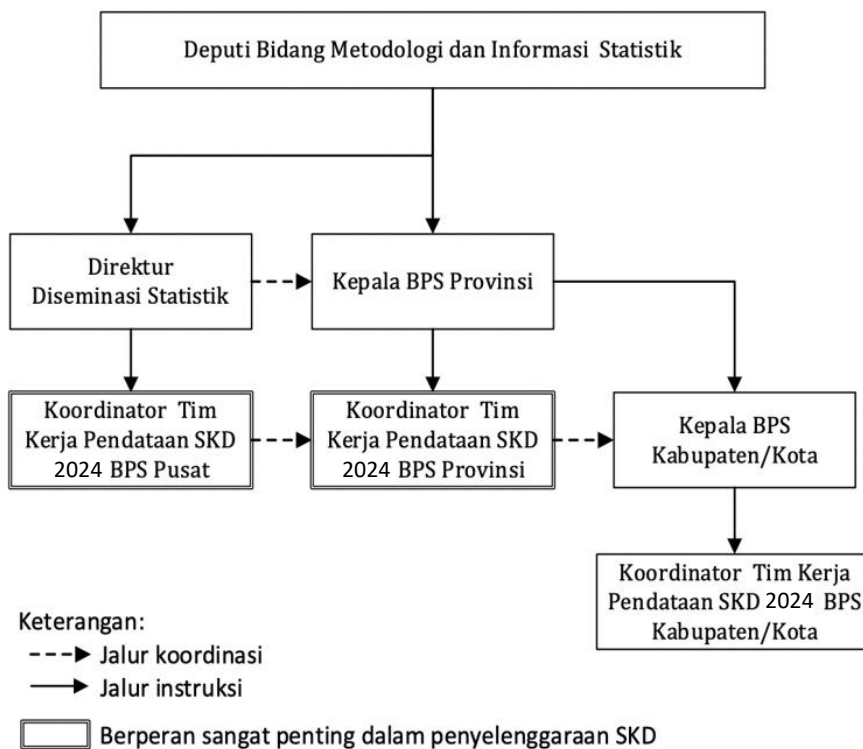 Deputi Bidang Metodologi dan Informasi Statistik
Direktur
Diseminasi Statistik
Kepala BPS Provinsi
Koordinator Tim
Kerja Pendataan SKD
2024 BPS Pusat
Koordinator Tim
Kerja Pendataan SKD
2024 BPS Provinsi
Kepala BPS
Kabupaten/Kota
Koordinator Tim Kerja
Pendataan SKD 2024 BPS
Kabupaten/Kota
Keterangan:
Jalur koordinasi
Jalur instruksi
Berperan sangat penting dalam penyelenggaraan SKD